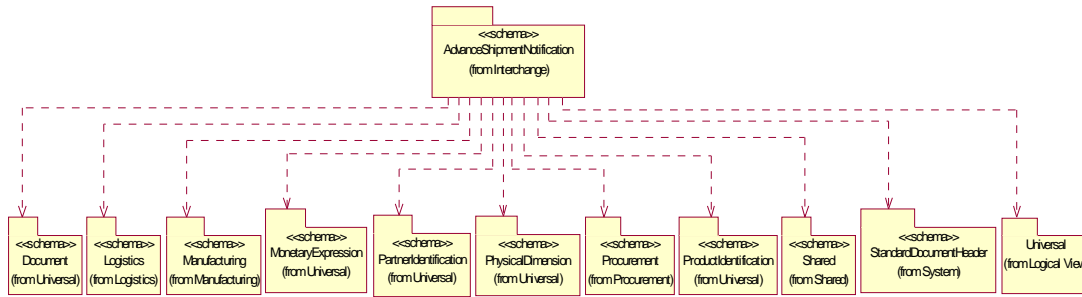 <<schema>>
AdvanceShipmentNotification
(from Interchange)
<<schema>>
Document
(from Universal)
<<schema>>
Logistics
(from Logistics)
<<schema>>
Manufacturing
(from Manufacturing)
<<schema>>
MonetaryExpression
(from Universal)
<<schema>>
PartnerIdentification
(from Universal)
<<schema>>
PhysicalDimension
(from Universal)
<<schema>>
Procurement
(from Procurement)
<<schema>>
ProductIdentification
(from Universal)
<<schema>>
Shared
(from Shared)
<<schema>>
StandardDocumentHeader
(from System)
Universal
(from Logical View)